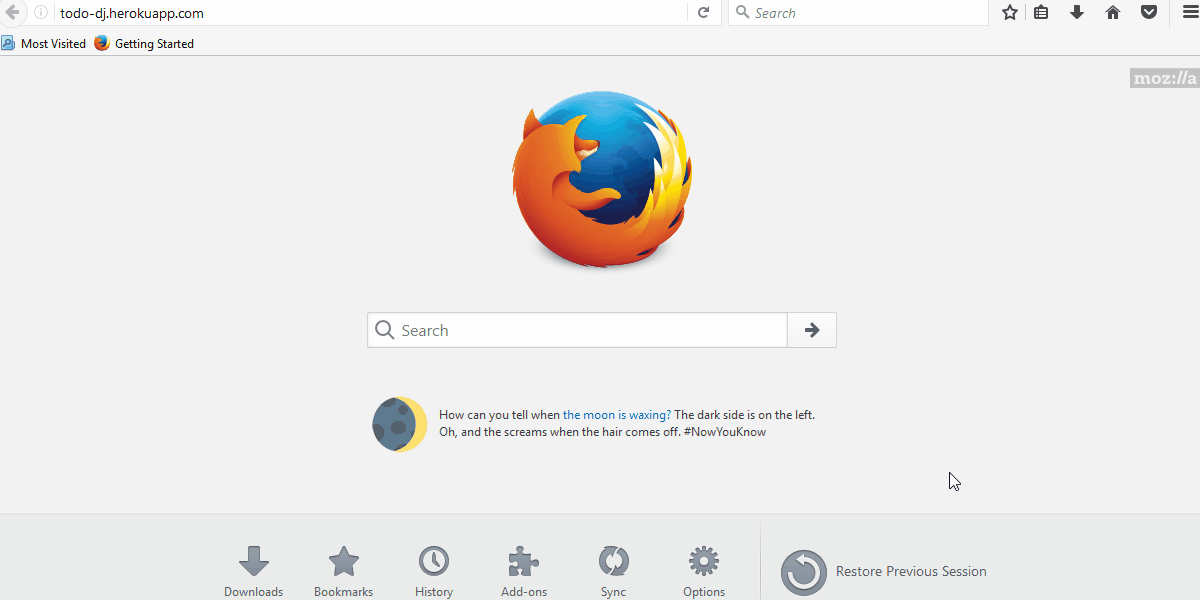 todo-dj.herokuapp.com
Search
Most Visited
Getting Started
moz://a
Search
How can you tell when the moon is waxing? The dark side is on the left.
Oh, and the screams when the hair comes off. #NowYouKnow
Downloads
Bookmarks
History
Add-ons
Sync
Options
Restore Previous Session